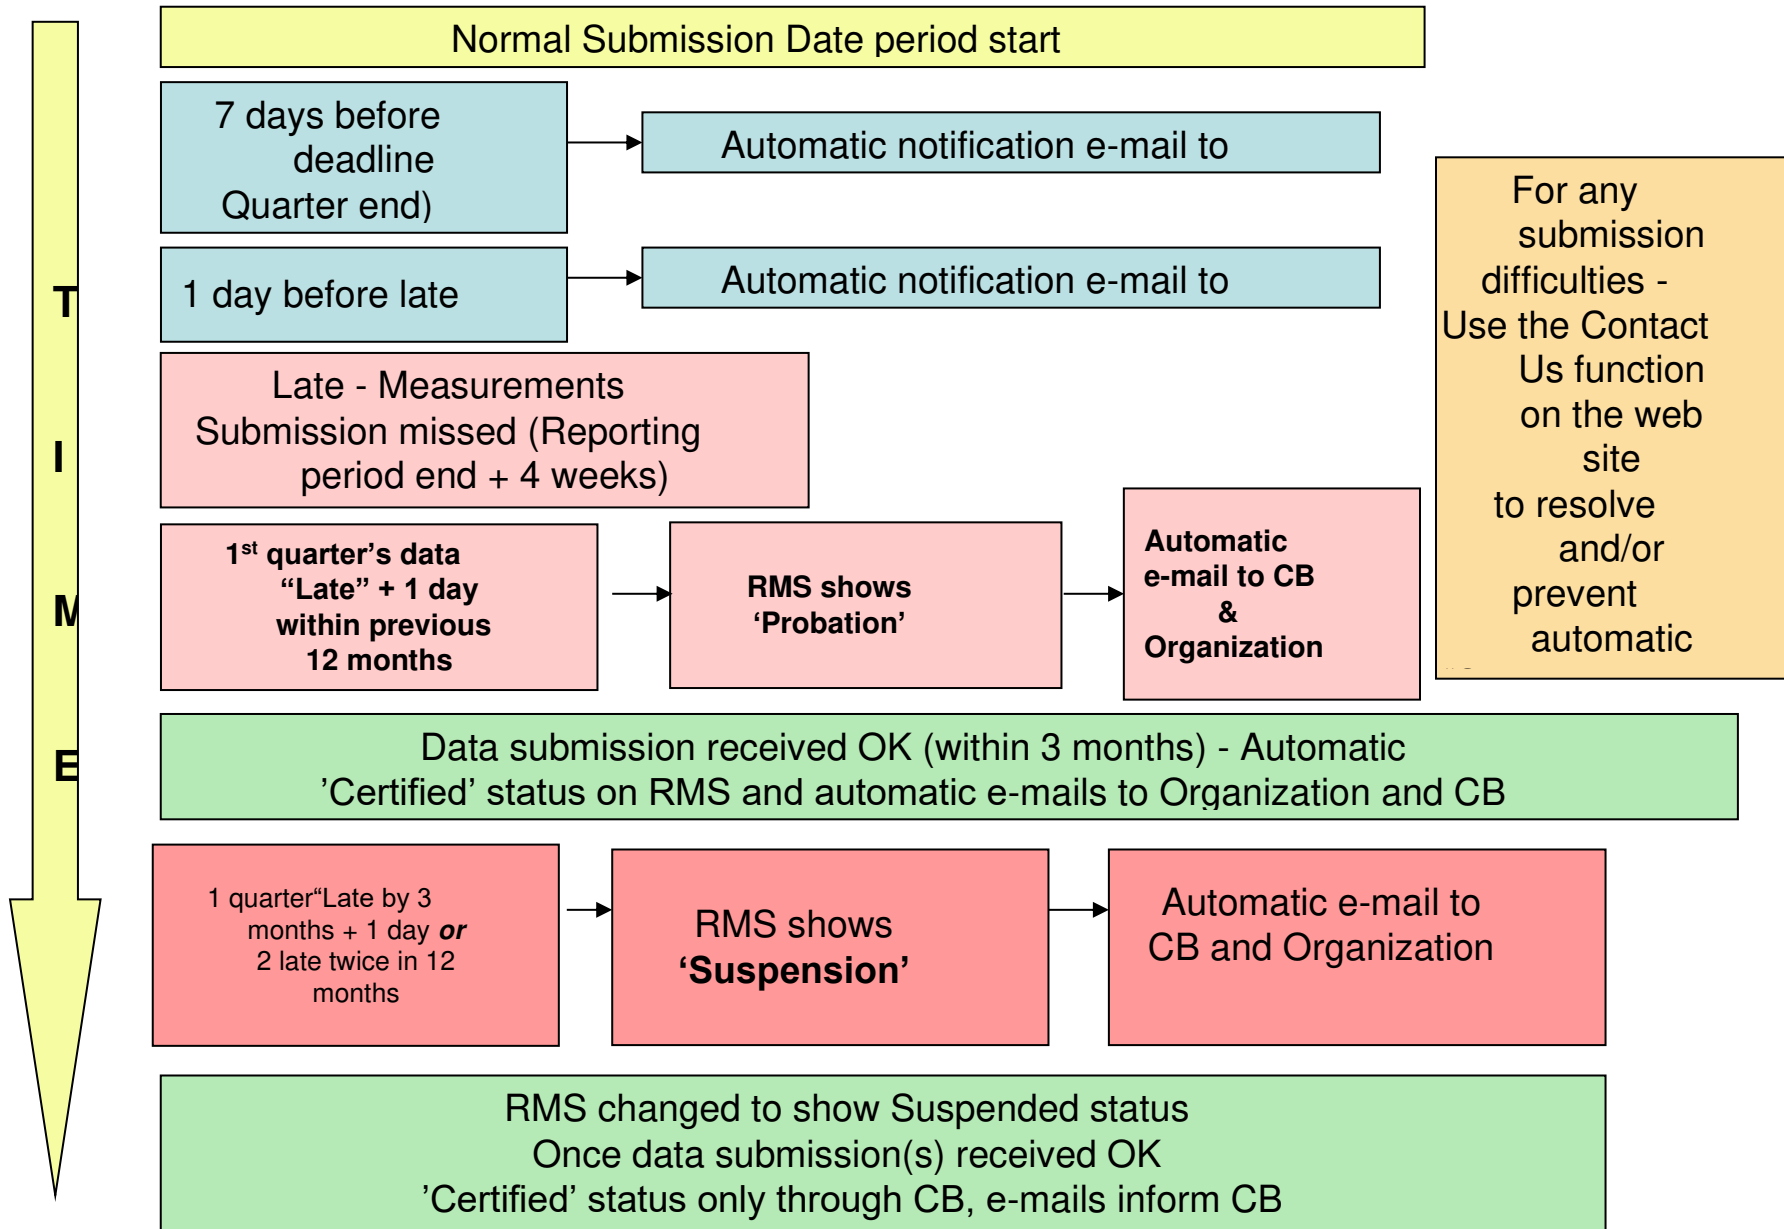 Normal Submission Date period start
7 days before
deadline
Quarter end)
Automatic notification e-mail to
1 day before late
Automatic notification e-mail to
For any
submission
difficulties -
Use the Contact
Us function
on the web
site
to resolve
and/or
prevent
automatic
T
I
M
E
Late - Measurements
Submission missed (Reporting
period end + 4 weeks)
1st quarter's data
“Late” + 1 day
within previous
12 months
RMS shows
‘Probation’
Automatic
e-mail to CB
&
Organization
Data submission received OK (within 3 months) - Automatic
’Certified’ status on RMS and automatic e-mails to Organization and CB
1 quarter“Late by 3
months + 1 day or
2 late twice in 12
months
RMS shows
‘Suspension’
Automatic e-mail to
CB and Organization
RMS changed to show Suspended status
Once data submission(s) received OK
’Certified’ status only through CB, e-mails inform CB